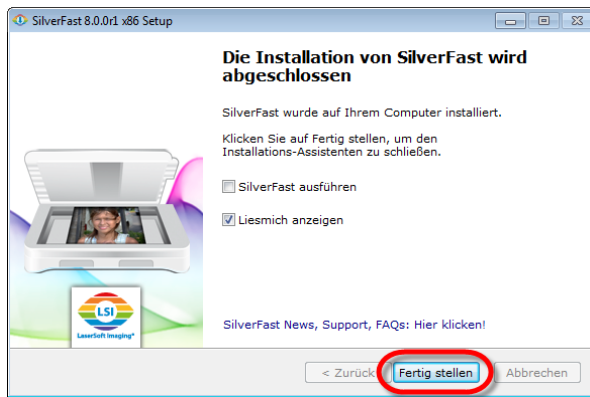 SilverFast 8.0.0r1 x86 Setup
Die Installation von SilverFast wird
abgeschlossen
SilverFast wurde auf Ihrem Computer installiert.
Klicken Sie auf Fertig stellen, um den
Installations-Assistenten zu schließen.
SilverFast ausführen
Liesmich anzeigen
LSI
LaserSoft Imaging®
SilverFast News, Support, FAQs: Hier klicken!
< Zurück
Fertig stellen
Abbrechen